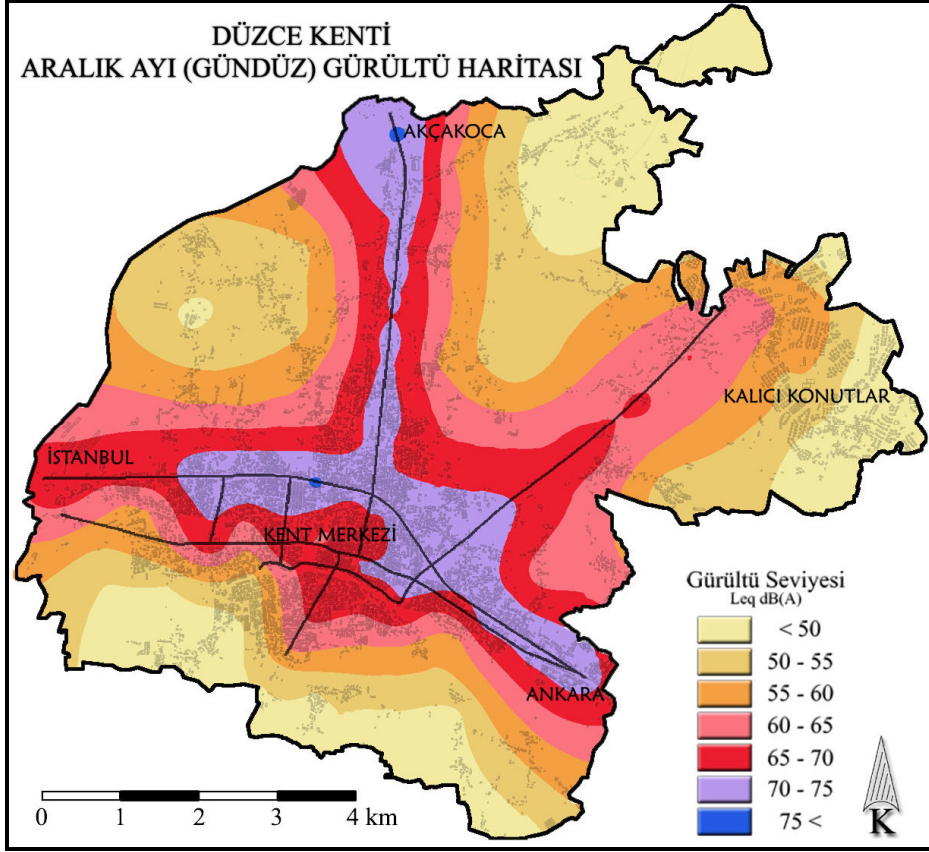 DÜZCE KENTİ
ARALIK AYI (GÜNDÜZ) GÜRÜLTÜ HARİTASI
AKÇAKOCA
KALICI KONUTLAR
İSTANBUL
KENT MERKEZİ
ANKARA
Gürültü Seviyesi
Leq dB(A)
< 50
50 - 55
55 - 60
60 - 65
65 - 70
70 - 75
75 <
0 1 2 3 4 km
K